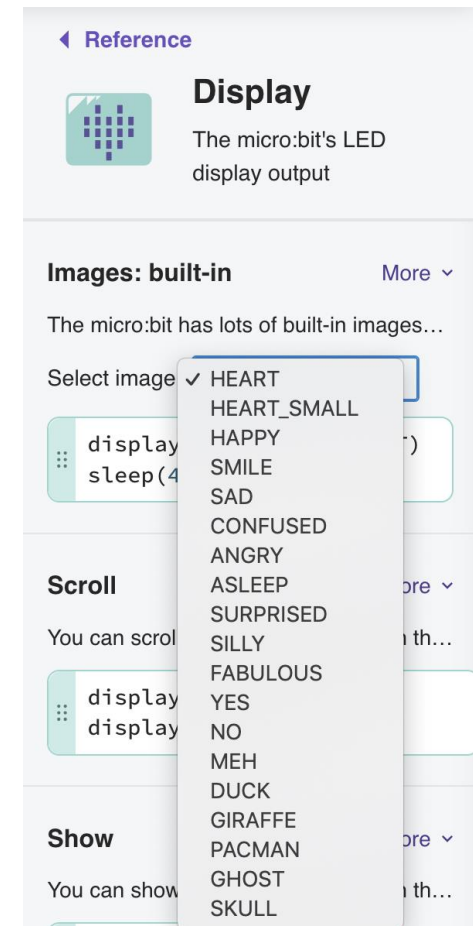 Reference
Display
The micro:bit's LED
display output
Images: built-in More
The micro:bit has lots of built-in images…
Select image ✓ HEART
HEART_SMALL
display )
HAPPY
sleep(4
SMILE
SAD
CONFUSED
ANGRY
Scroll ASLEEP
SURPRISED
You can scrol SILLY th…
FABULOUS
display YES
display NO
MEH
DUCK
Show GIRAFFE
PACMAN
You can show GHOST th…
SKULL